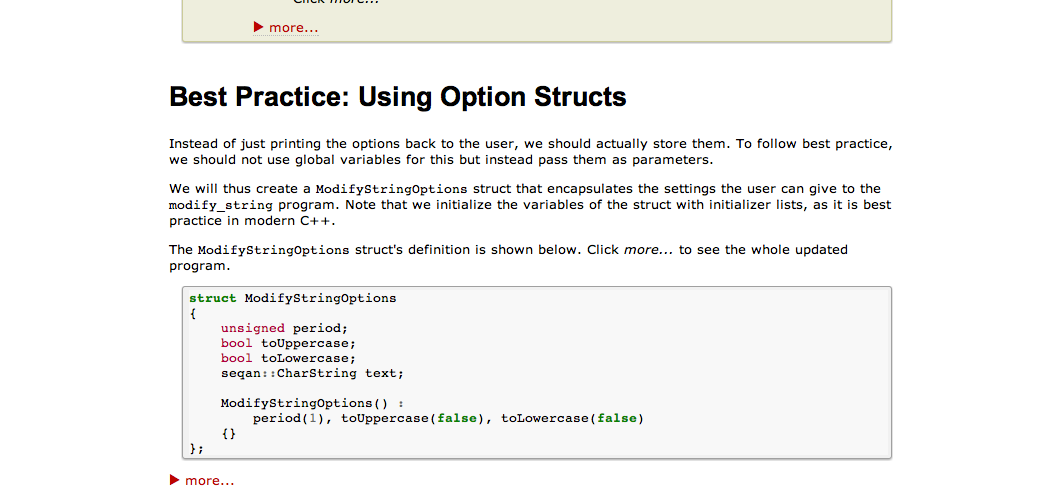 Click more...
▶ more...
Best Practice: Using Option Structs
Instead of just printing the options back to the user, we should actually store them. To follow best practice,
we should not use global variables for this but instead pass them as parameters.
We will thus create a ModifyStringOptions struct that encapsulates the settings the user can give to the
modify_string program. Note that we initialize the variables of the struct with initializer lists, as it is best
practice in modern C++.
The ModifyStringOptions struct's definition is shown below. Click more... to see the whole updated
program.
struct ModifyStringOptions
{
    unsigned period;
    bool toUppercase;
    bool toLowercase;
    seqan::CharString text;
    ModifyStringOptions() :
        period(1), toUppercase(false), toLowercase(false)
    {}
};
▶ more...